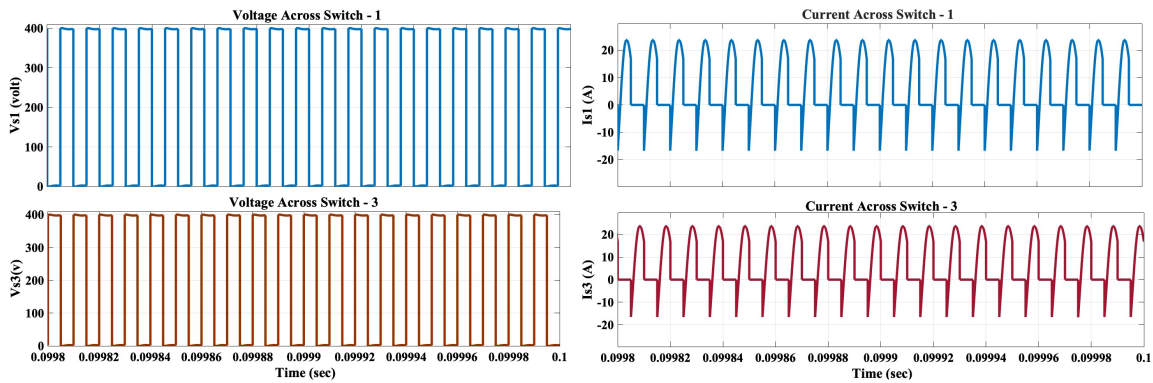 Voltage Across Switch - 1
400
300
200
100
0
Vs1 (volt)
Voltage Across Switch - 3
400
300
200
100
0
Vs3(v)
0.0998 0.09982 0.09984 0.09986 0.09988 0.0999 0.09992 0.09994 0.09996 0.09998 0.1
Time (sec)
Current Across Switch - 1
20
10
0
-10
-20
Is1 (A)
Current Across Switch - 3
20
10
0
-10
-20
Is3 (A)
0.0998 0.09982 0.09984 0.09986 0.09988 0.0999 0.09992 0.09994 0.09996 0.09998 0.1
Time (sec)